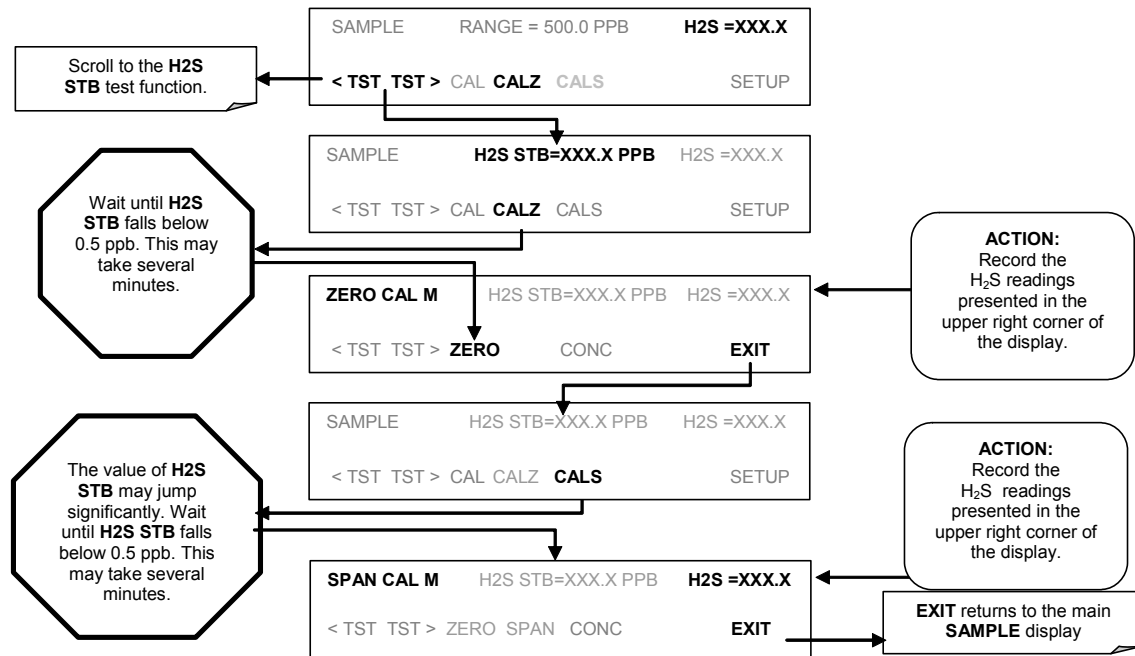 SAMPLE RANGE = 500.0 PPB H2S =XXX.X
< TST TST > CAL CALZ CALS SETUP
Scroll to the H2S
STB test function.
SAMPLE H2S STB=XXX.X PPB H2S =XXX.X
< TST TST > CAL CALZ CALS SETUP
Wait until H2S
STB falls below
0.5 ppb. This may
take several
minutes.
ZERO CAL M H2S STB=XXX.X PPB H2S =XXX.X
< TST TST > ZERO CONC EXIT
ACTION:
Record the
H₂S readings
presented in the
upper right corner of
the display.
SAMPLE H2S STB=XXX.X PPB H2S =XXX.X
< TST TST > CAL CALZ CALS SETUP
The value of H2S
STB may jump
significantly. Wait
until H2S STB falls
below 0.5 ppb. This
may take several
minutes.
ACTION:
Record the
H₂S readings
presented in the
upper right corner of
the display.
SPAN CAL M H2S STB=XXX.X PPB H2S =XXX.X
< TST TST > ZERO SPAN CONC EXIT
EXIT returns to the main
SAMPLE display